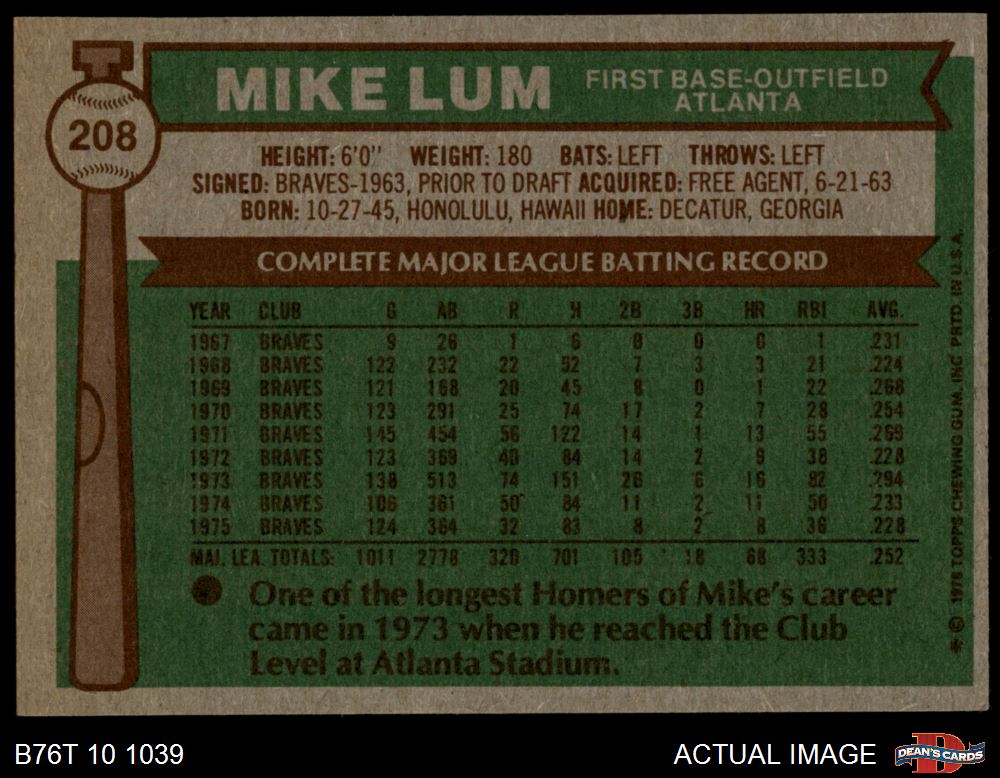 208
MIKE LUM
FIRST BASE-OUTFIELD
ATLANTA
HEIGHT: 6'0" WEIGHT: 180 BATS: LEFT THROWS: LEFT
SIGNED: BRAVES-1963, PRIOR TO DRAFT ACQUIRED: FREE AGENT, 6-21-63
BORN: 10-27-45, HONOLULU, HAWAII HOME: DECATUR, GEORGIA
COMPLETE MAJOR LEAGUE BATTING RECORD
YEAR CLUB G AB R H 2B 3B HR RBI AVG.
1967 BRAVES 9 26 1 6 0 0 0 1 .231
1968 BRAVES 122 232 22 52 7 3 3 21 .224
1969 BRAVES 121 168 20 45 8 0 1 22 .268
1970 BRAVES 123 291 25 74 17 2 7 28 .254
1971 BRAVES 145 454 56 122 14 1 13 55 .269
1972 BRAVES 123 369 40 84 14 2 9 38 .228
1973 BRAVES 138 513 74 151 26 6 16 82 .294
1974 BRAVES 106 361 50 84 11 2 11 50 .233
1975 BRAVES 124 364 32 83 8 2 8 36 .228
MAJ. LEA. TOTALS: 1011 2778 320 701 105 18 68 333 .252
One of the longest Homers of Mike's career
came in 1973 when he reached the Club
Level at Atlanta Stadium.
* © 1976 TOPPS CHEWING GUM, INC. PRTD. IN U.S.A.
B76T 10 1039
ACTUAL IMAGE
DEAN'S CARDS